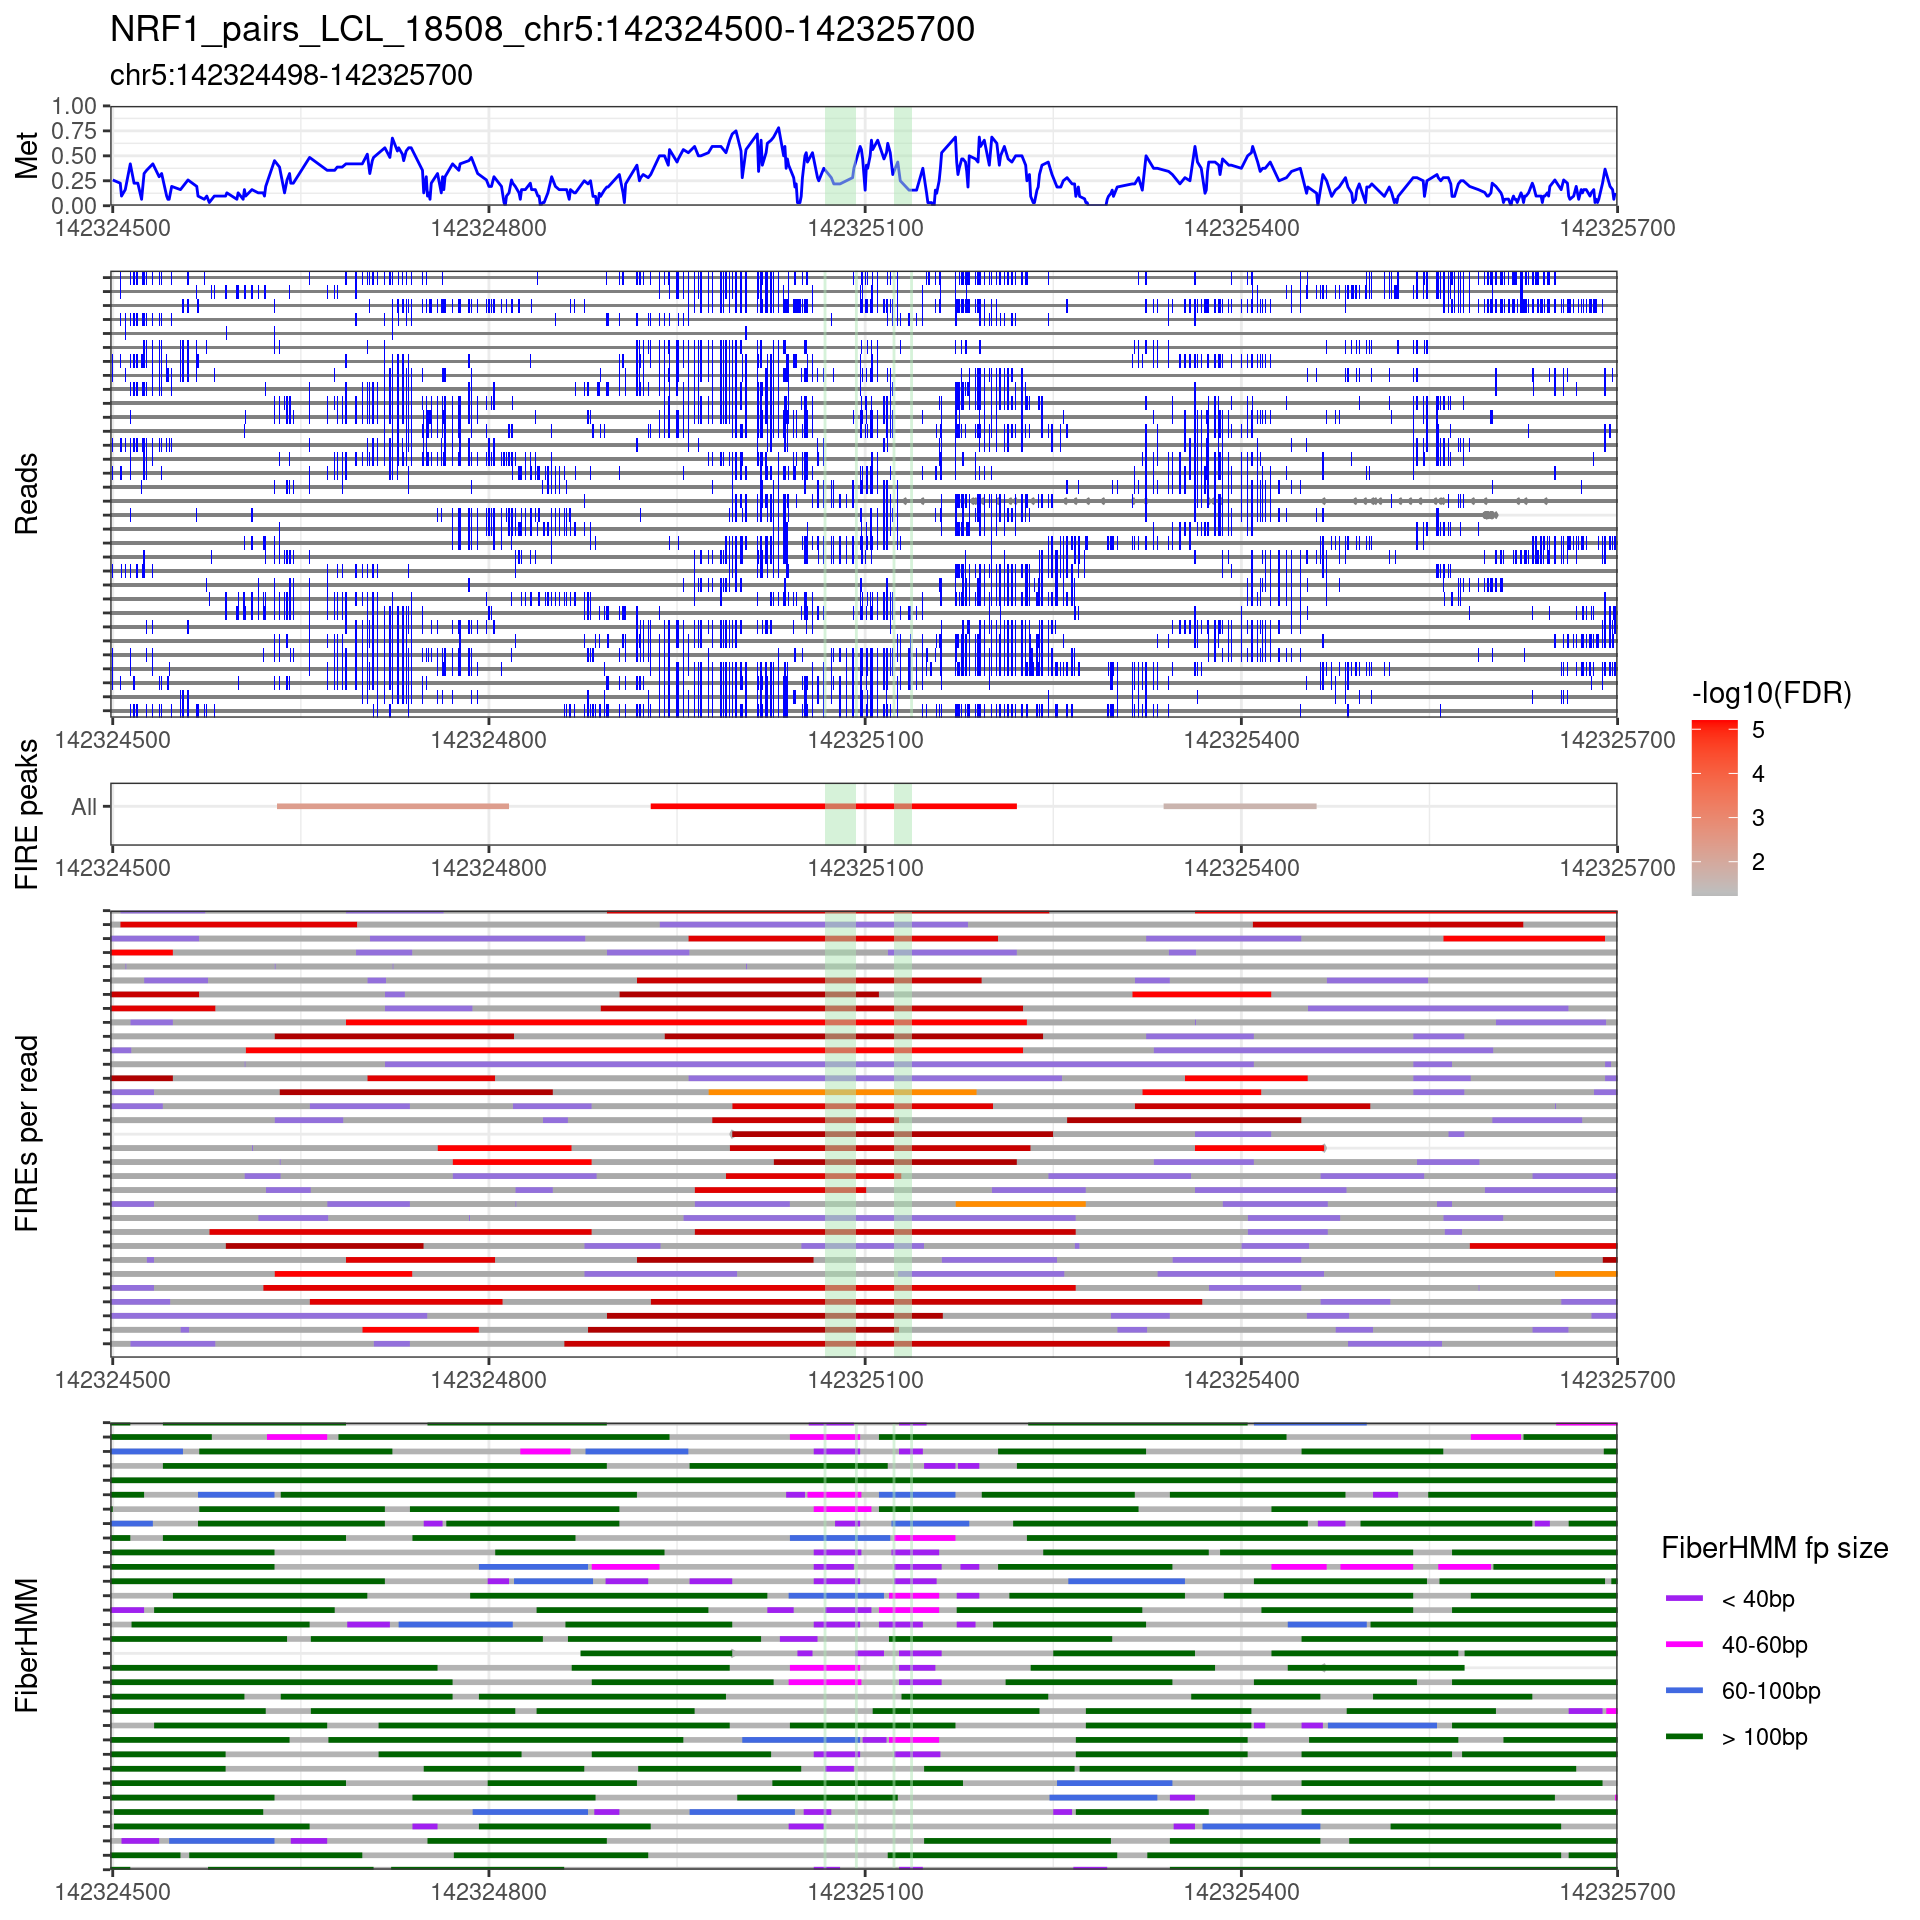 NRF1_pairs_LCL_18508_chr5:142324500-142325700
chr5:142324498-142325700
Met
1.00
0.75
0.50
0.25
0.00
142324500 142324800 142325100 142325400 142325700
Reads
142324500 142324800 142325100 142325400 142325700
FIRE peaks
All
142324500 142324800 142325100 142325400 142325700
-log10(FDR)
5
4
3
2
FIREs per read
142324500 142324800 142325100 142325400 142325700
FiberHMM
142324500 142324800 142325100 142325400 142325700
FiberHMM fp size
< 40bp
40-60bp
60-100bp
> 100bp